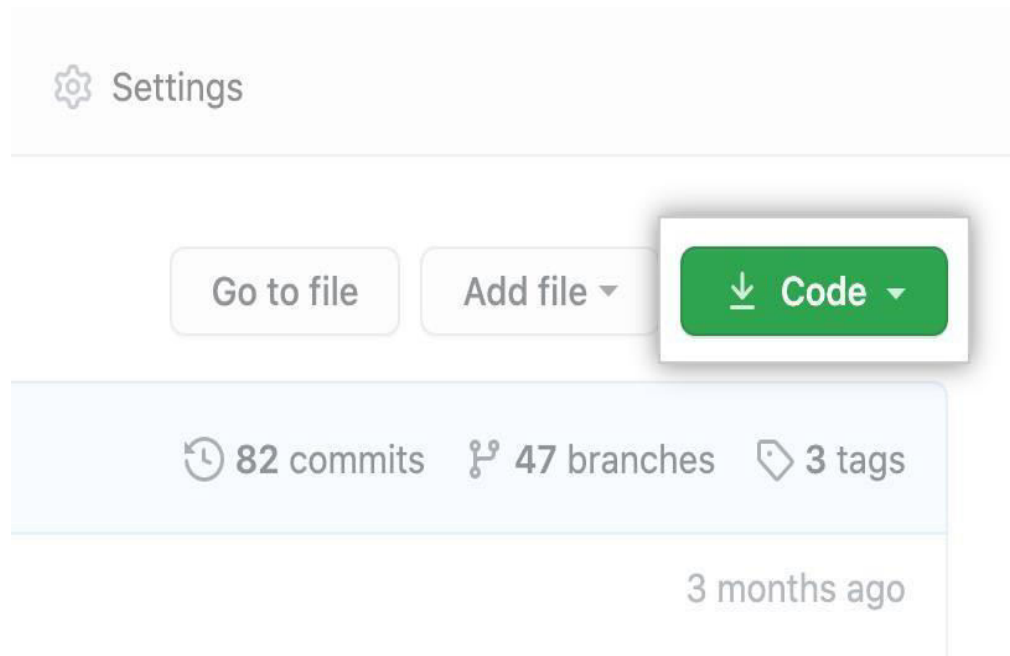 Settings
Go to file Add file Code
82 commits 47 branches 3 tags
3 months ago